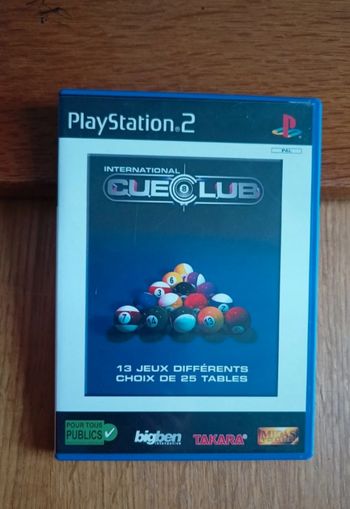 PlayStation®2
PAL
INTERNATIONAL
CUE CLUB
13 JEUX DIFFÉRENTS
CHOIX DE 25 TABLES
POUR TOUS
PUBLICS
bigben
interactive
TAKARA®
MIDAS